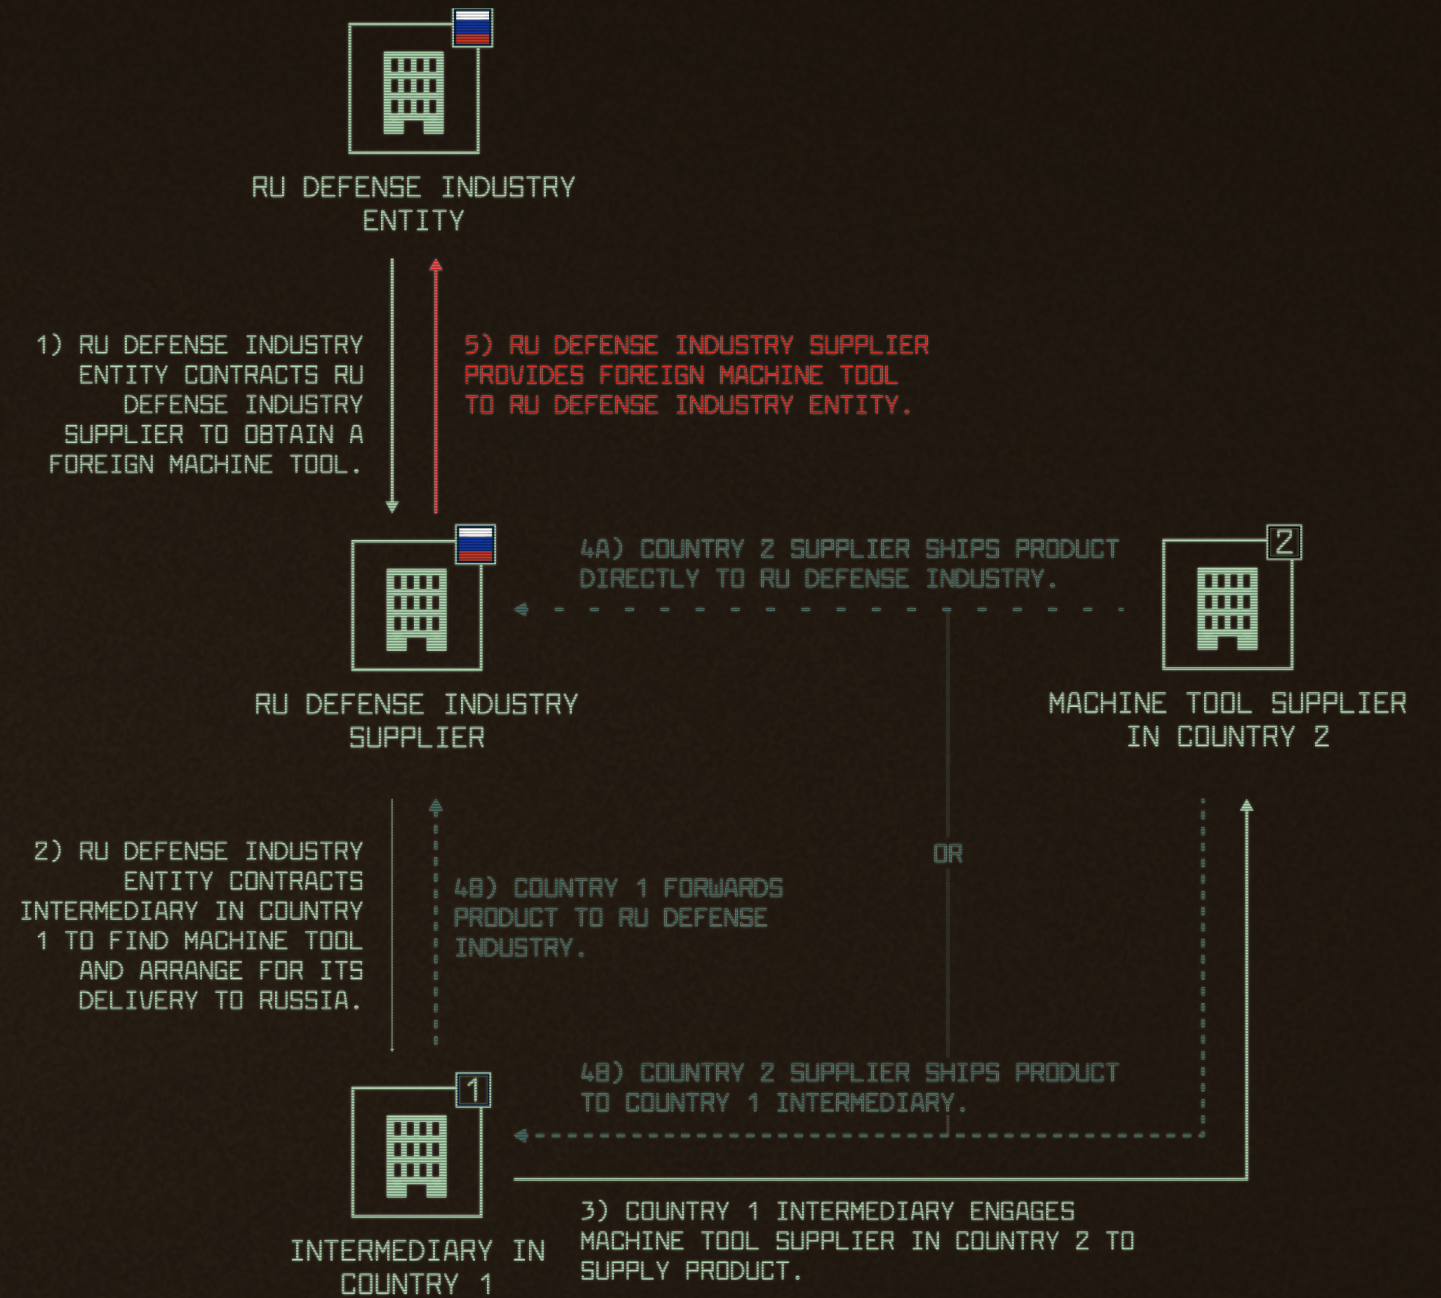 RU DEFENSE INDUSTRY
ENTITY
1) RU DEFENSE INDUSTRY
ENTITY CONTRACTS RU
DEFENSE INDUSTRY
SUPPLIER TO OBTAIN A
FOREIGN MACHINE TOOL.
5) RU DEFENSE INDUSTRY SUPPLIER
PROVIDES FOREIGN MACHINE TOOL
TO RU DEFENSE INDUSTRY ENTITY.
RU DEFENSE INDUSTRY
SUPPLIER
4A) COUNTRY 2 SUPPLIER SHIPS PRODUCT
DIRECTLY TO RU DEFENSE INDUSTRY.
2
MACHINE TOOL SUPPLIER
IN COUNTRY 2
2) RU DEFENSE INDUSTRY
ENTITY CONTRACTS
INTERMEDIARY IN COUNTRY
1 TO FIND MACHINE TOOL
AND ARRANGE FOR ITS
DELIVERY TO RUSSIA.
4B) COUNTRY 1 FORWARDS
PRODUCT TO RU DEFENSE
INDUSTRY.
OR
4B) COUNTRY 2 SUPPLIER SHIPS PRODUCT
TO COUNTRY 1 INTERMEDIARY.
1
INTERMEDIARY IN
COUNTRY 1
3) COUNTRY 1 INTERMEDIARY ENGAGES
MACHINE TOOL SUPPLIER IN COUNTRY 2 TO
SUPPLY PRODUCT.